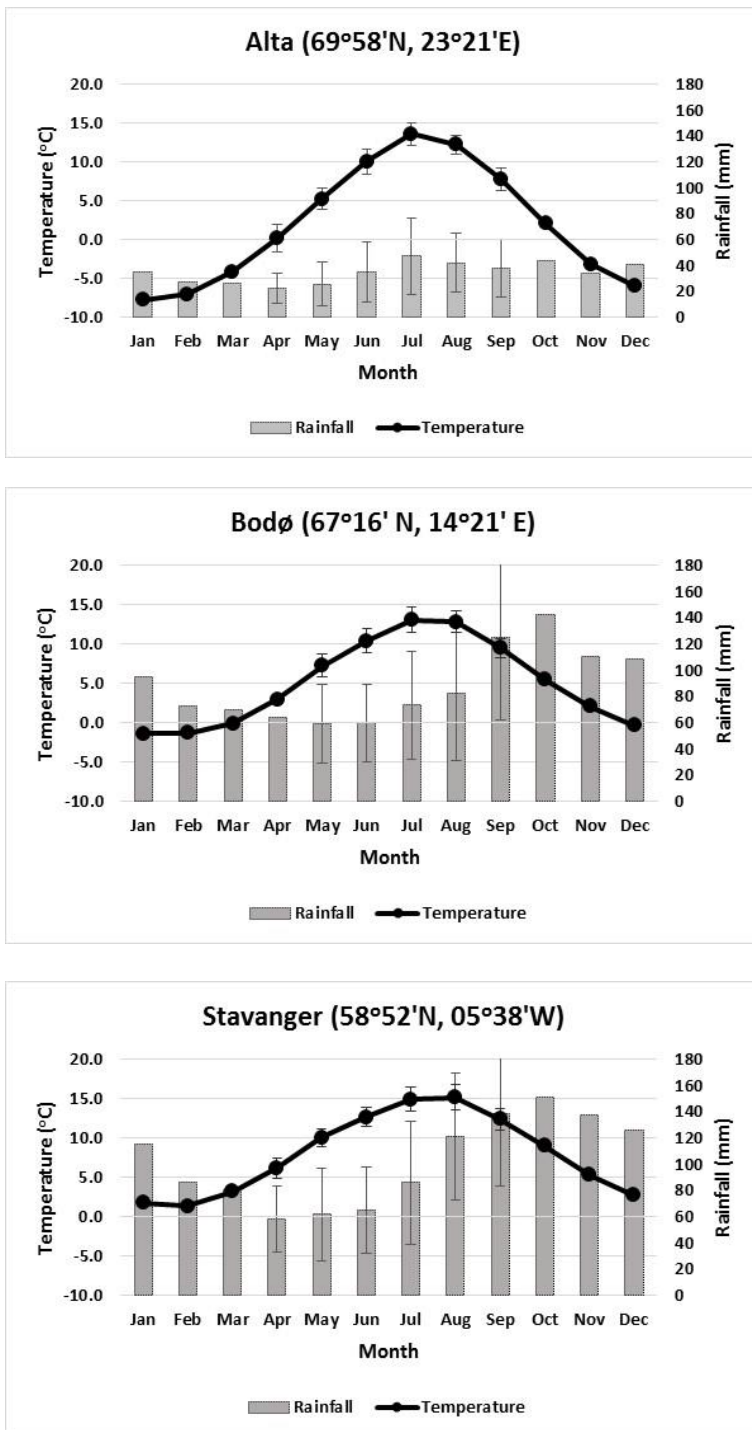 Alta (69°58'N, 23°21'E)
Temperature (°C)
Rainfall (mm)
20.0
15.0
10.0
5.0
0.0
-5.0
-10.0
180
160
140
120
100
80
60
40
20
0
Jan Feb Mar Apr May Jun Jul Aug Sep Oct Nov Dec
Month
Rainfall Temperature
Bodø (67°16' N, 14°21' E)
Temperature (°C)
Rainfall (mm)
20.0
15.0
10.0
5.0
0.0
-5.0
-10.0
180
160
140
120
100
80
60
40
20
0
Jan Feb Mar Apr May Jun Jul Aug Sep Oct Nov Dec
Month
Rainfall Temperature
Stavanger (58°52'N, 05°38'W)
Temperature (°C)
Rainfall (mm)
20.0
15.0
10.0
5.0
0.0
-5.0
-10.0
180
160
140
120
100
80
60
40
20
0
Jan Feb Mar Apr May Jun Jul Aug Sep Oct Nov Dec
Month
Rainfall Temperature